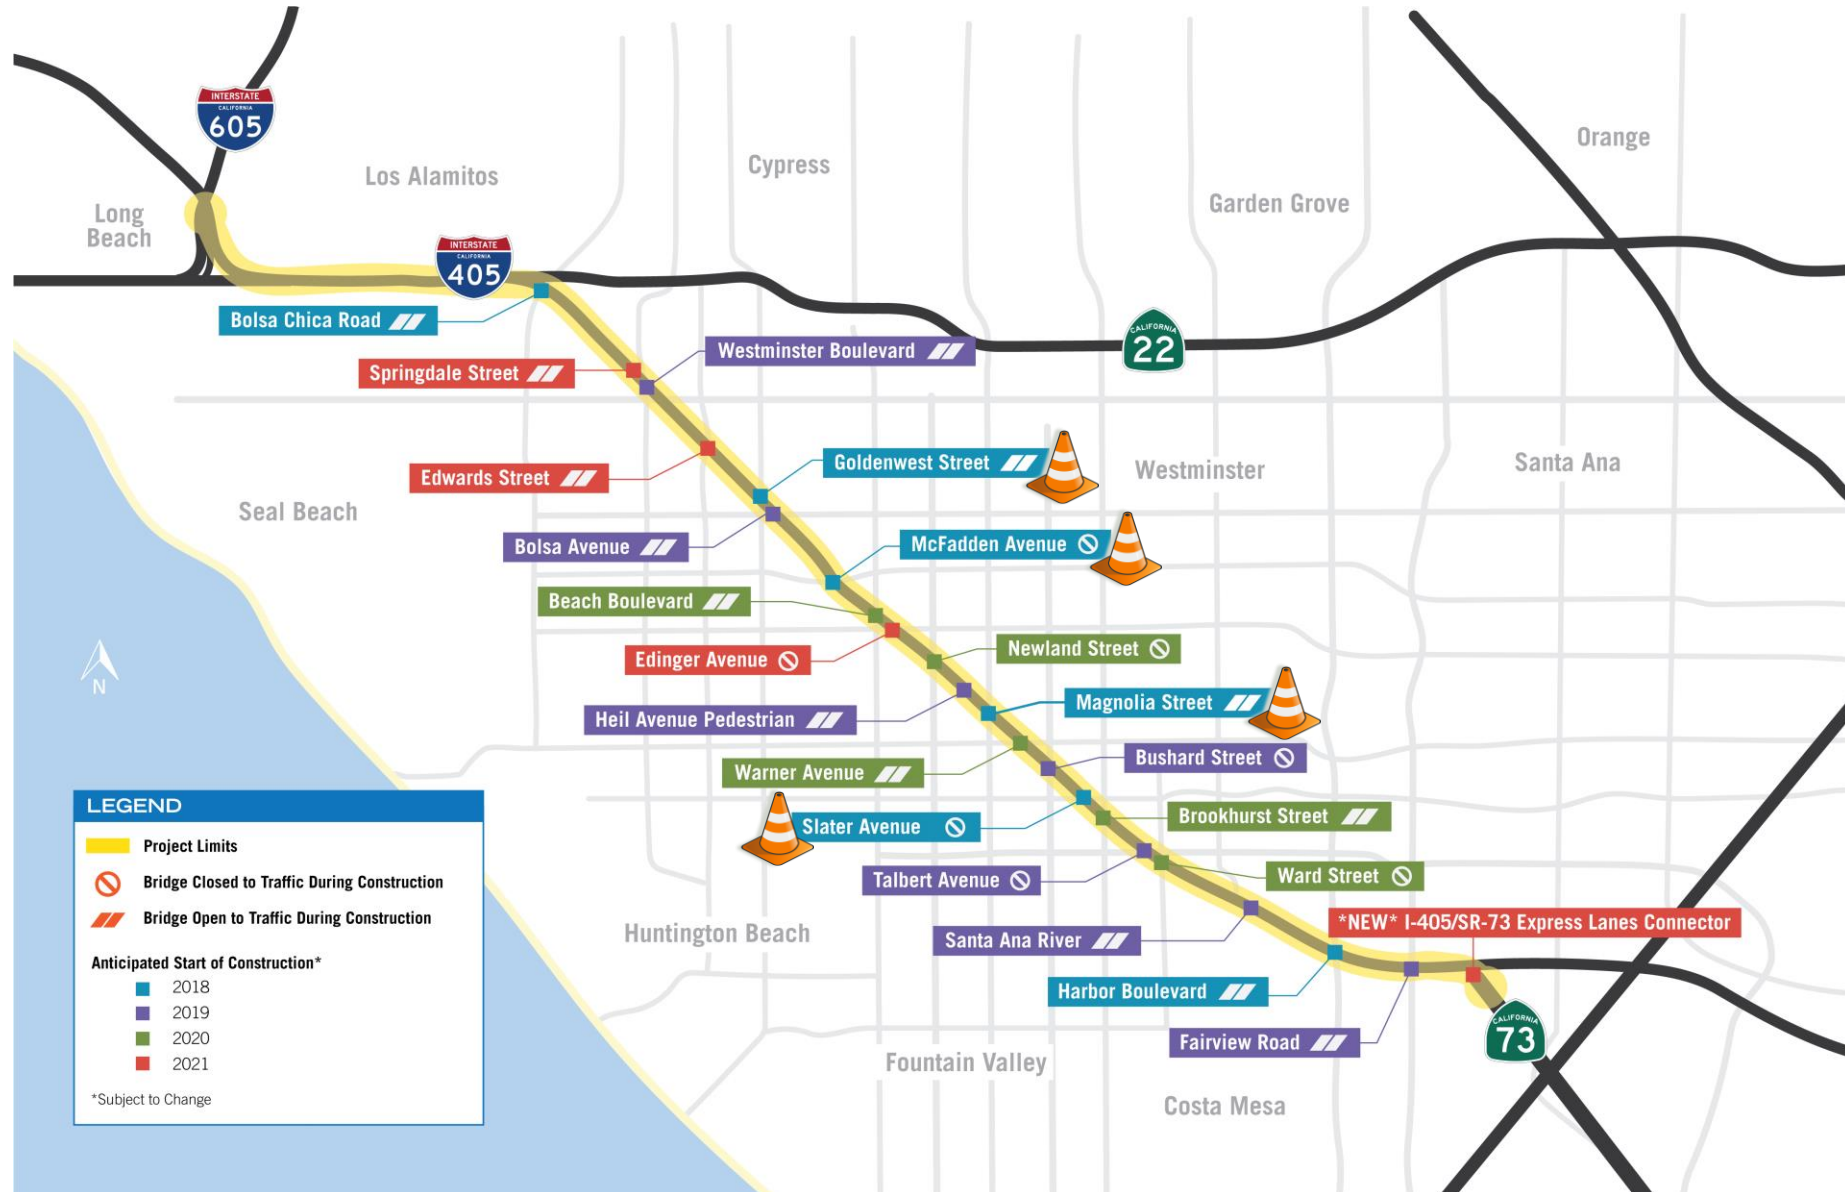 INTERSTATE
CALIFORNIA
605
Orange
Los Alamitos
Cypress
Garden Grove
Long
Beach
INTERSTATE
CALIFORNIA
405
Bolsa Chica Road
CALIFORNIA
22
Westminster Boulevard
Springdale Street
Goldenwest Street
Westminster
Santa Ana
Edwards Street
Seal Beach
Bolsa Avenue
McFadden Avenue
Beach Boulevard
Newland Street
Edinger Avenue
N
Magnolia Street
Heil Avenue Pedestrian
Bushard Street
Warner Avenue
Slater Avenue
Brookhurst Street
Talbert Avenue
Ward Street
*NEW* I-405/SR-73 Express Lanes Connector
Huntington Beach
Santa Ana River
Harbor Boulevard
Fairview Road
CALIFORNIA
73
Fountain Valley
Costa Mesa
LEGEND
Project Limits
Bridge Closed to Traffic During Construction
Bridge Open to Traffic During Construction
Anticipated Start of Construction*
2018
2019
2020
2021
*Subject to Change